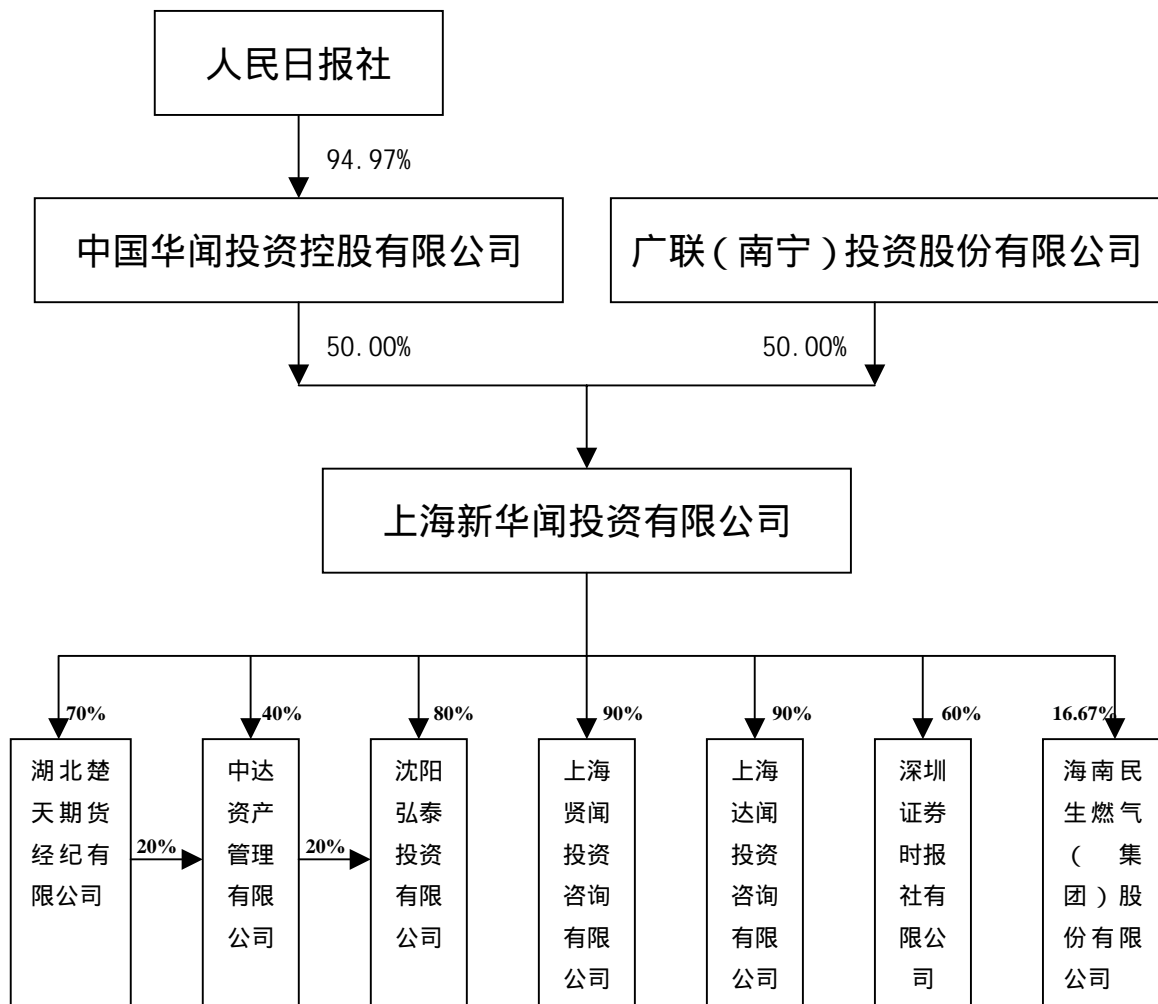 人民日报社
94.97%
中国华闻投资控股有限公司
广联（南宁）投资股份有限公司
50.00%
50.00%
上海新华闻投资有限公司
70%
40%
80%
90%
90%
60%
16.67%
湖北楚
天期货
经纪有
限公司
20%
中达
资产
管理
有限
公司
20%
沈阳
弘泰
投资
有限
公司
上海
贤闻
投资
咨询
有限
公司
上海
达闻
投资
咨询
有限
公司
深圳
证券
时报
社有
限公
司
海南民
生燃气
（集
团）股
份有限
公司